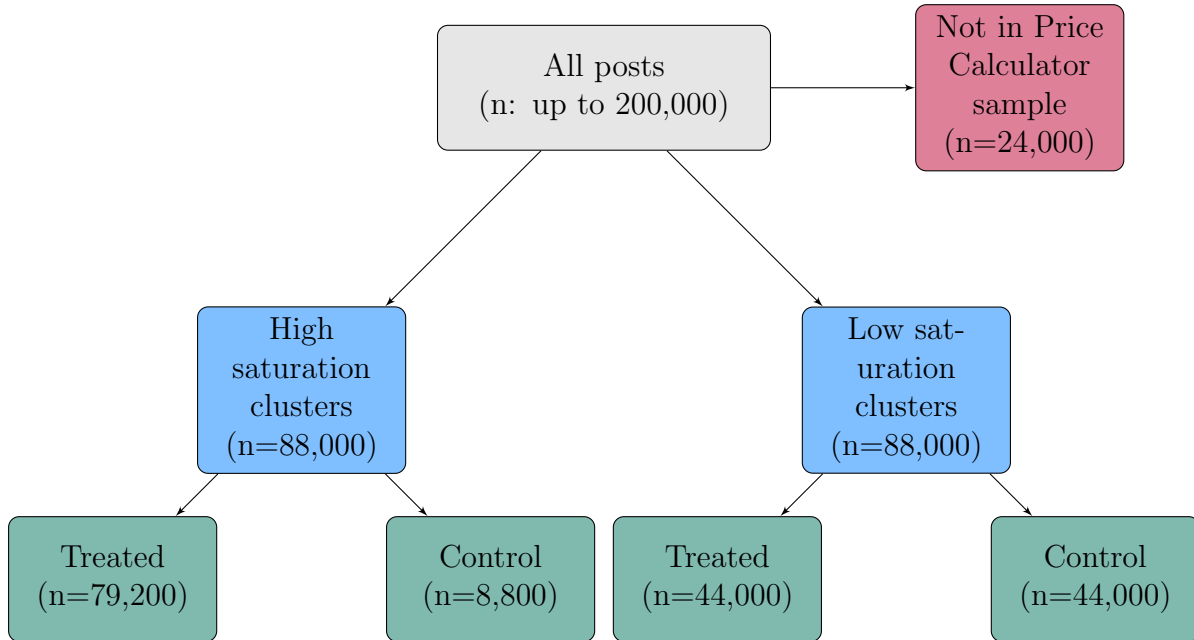 All posts
(n: up to 200,000)
Not in Price
Calculator
sample
(n=24,000)
High
saturation
clusters
(n=88,000)
Low sat-
uration
clusters
(n=88,000)
Treated
(n=79,200)
Control
(n=8,800)
Treated
(n=44,000)
Control
(n=44,000)